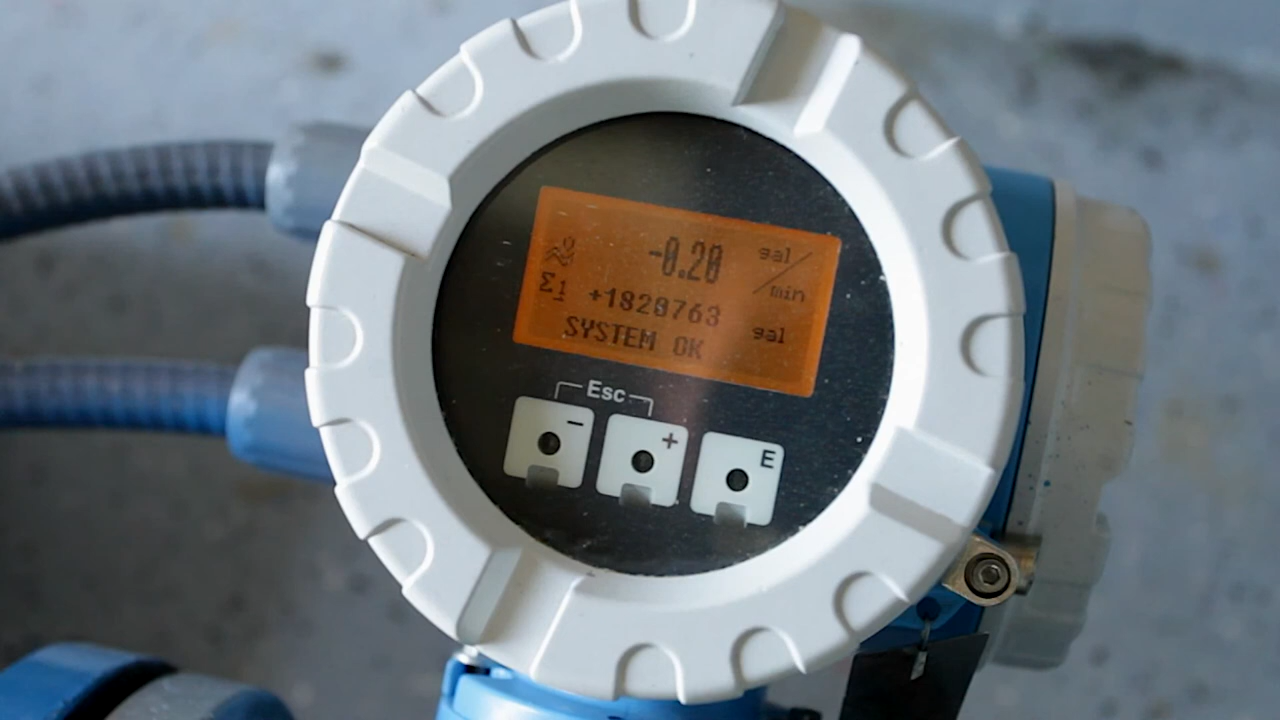 -0.20 gal/min
Σ1 +1820763 gal
SYSTEM OK
Esc
- + E